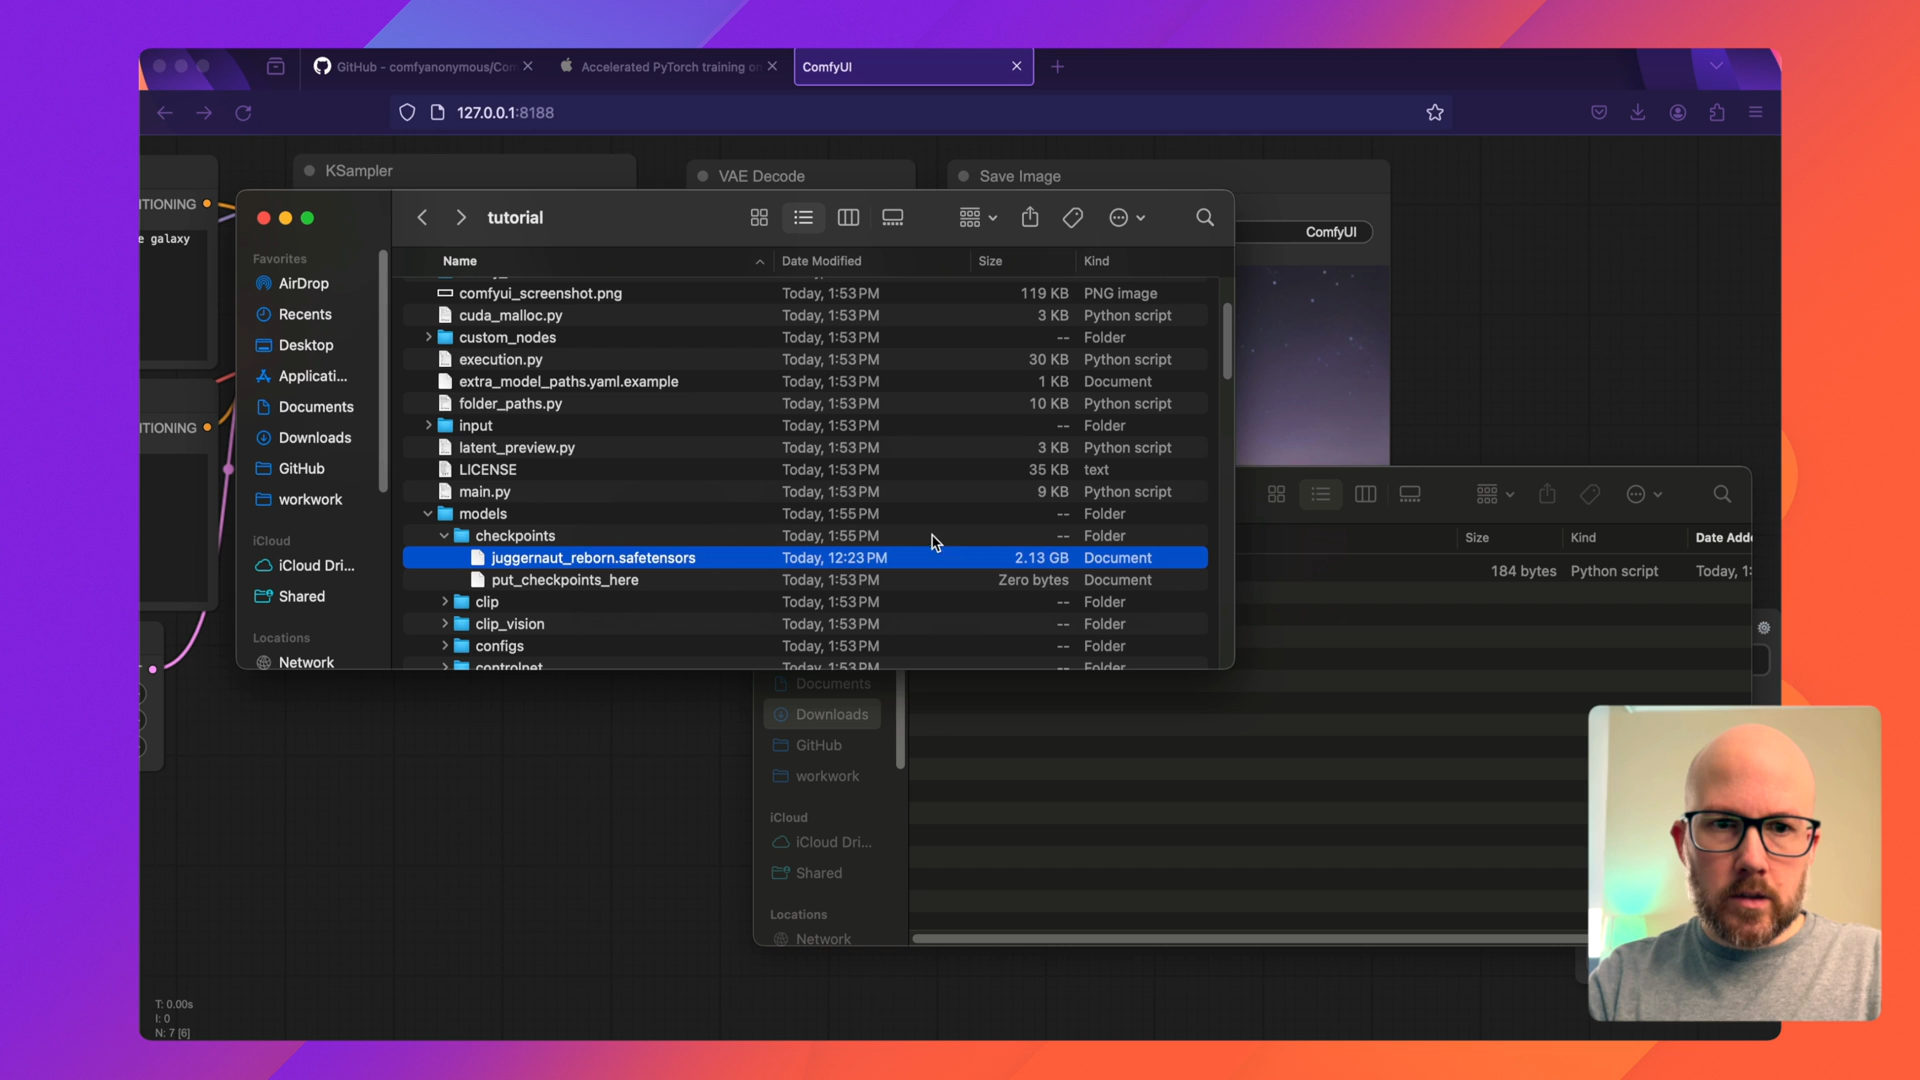 GitHub - comfyanonymous/Com
Accelerated PyTorch training on
ComfyUI
127.0.0.1:8188
KSampler
VAE Decode
Save Image
ITIONING
e galaxy
ITIONING
ComfyUI
tutorial
Favorites
AirDrop
Recents
Desktop
Applicati...
Documents
Downloads
GitHub
workwork
iCloud
iCloud Dri...
Shared
Locations
Network
Name Date Modified Size Kind
comfyui_screenshot.png Today, 1:53 PM 119 KB PNG image
cuda_malloc.py Today, 1:53 PM 3 KB Python script
custom_nodes Today, 1:53 PM -- Folder
execution.py Today, 1:53 PM 30 KB Python script
extra_model_paths.yaml.example Today, 1:53 PM 1 KB Document
folder_paths.py Today, 1:53 PM 10 KB Python script
input Today, 1:53 PM -- Folder
latent_preview.py Today, 1:53 PM 3 KB Python script
LICENSE Today, 1:53 PM 35 KB text
main.py Today, 1:53 PM 9 KB Python script
models Today, 1:55 PM -- Folder
checkpoints Today, 1:55 PM -- Folder
juggernaut_reborn.safetensors Today, 12:23 PM 2.13 GB Document
put_checkpoints_here Today, 1:53 PM Zero bytes Document
clip Today, 1:53 PM -- Folder
clip_vision Today, 1:53 PM -- Folder
configs Today, 1:53 PM -- Folder
controlnet Today, 1:53 PM -- Folder
Size Kind Date Adde
184 bytes Python script Today, 1:
Documents
Downloads
GitHub
workwork
iCloud
iCloud Dri...
Shared
Locations
Network
T: 0.00s
I: 0
N: 7 [6]